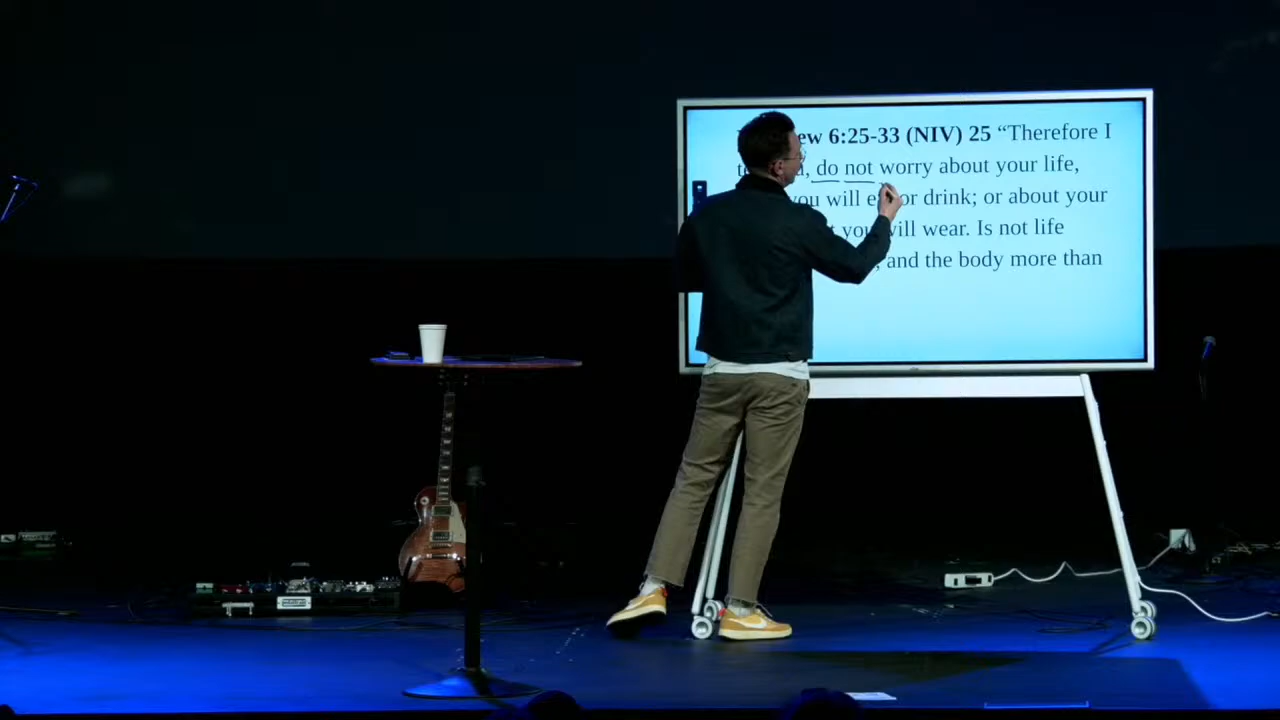 ew 6:25-33 (NIV) 25 “Therefore I
do not worry about your life,
you will or drink; or about your
you will wear. Is not life
, and the body more than